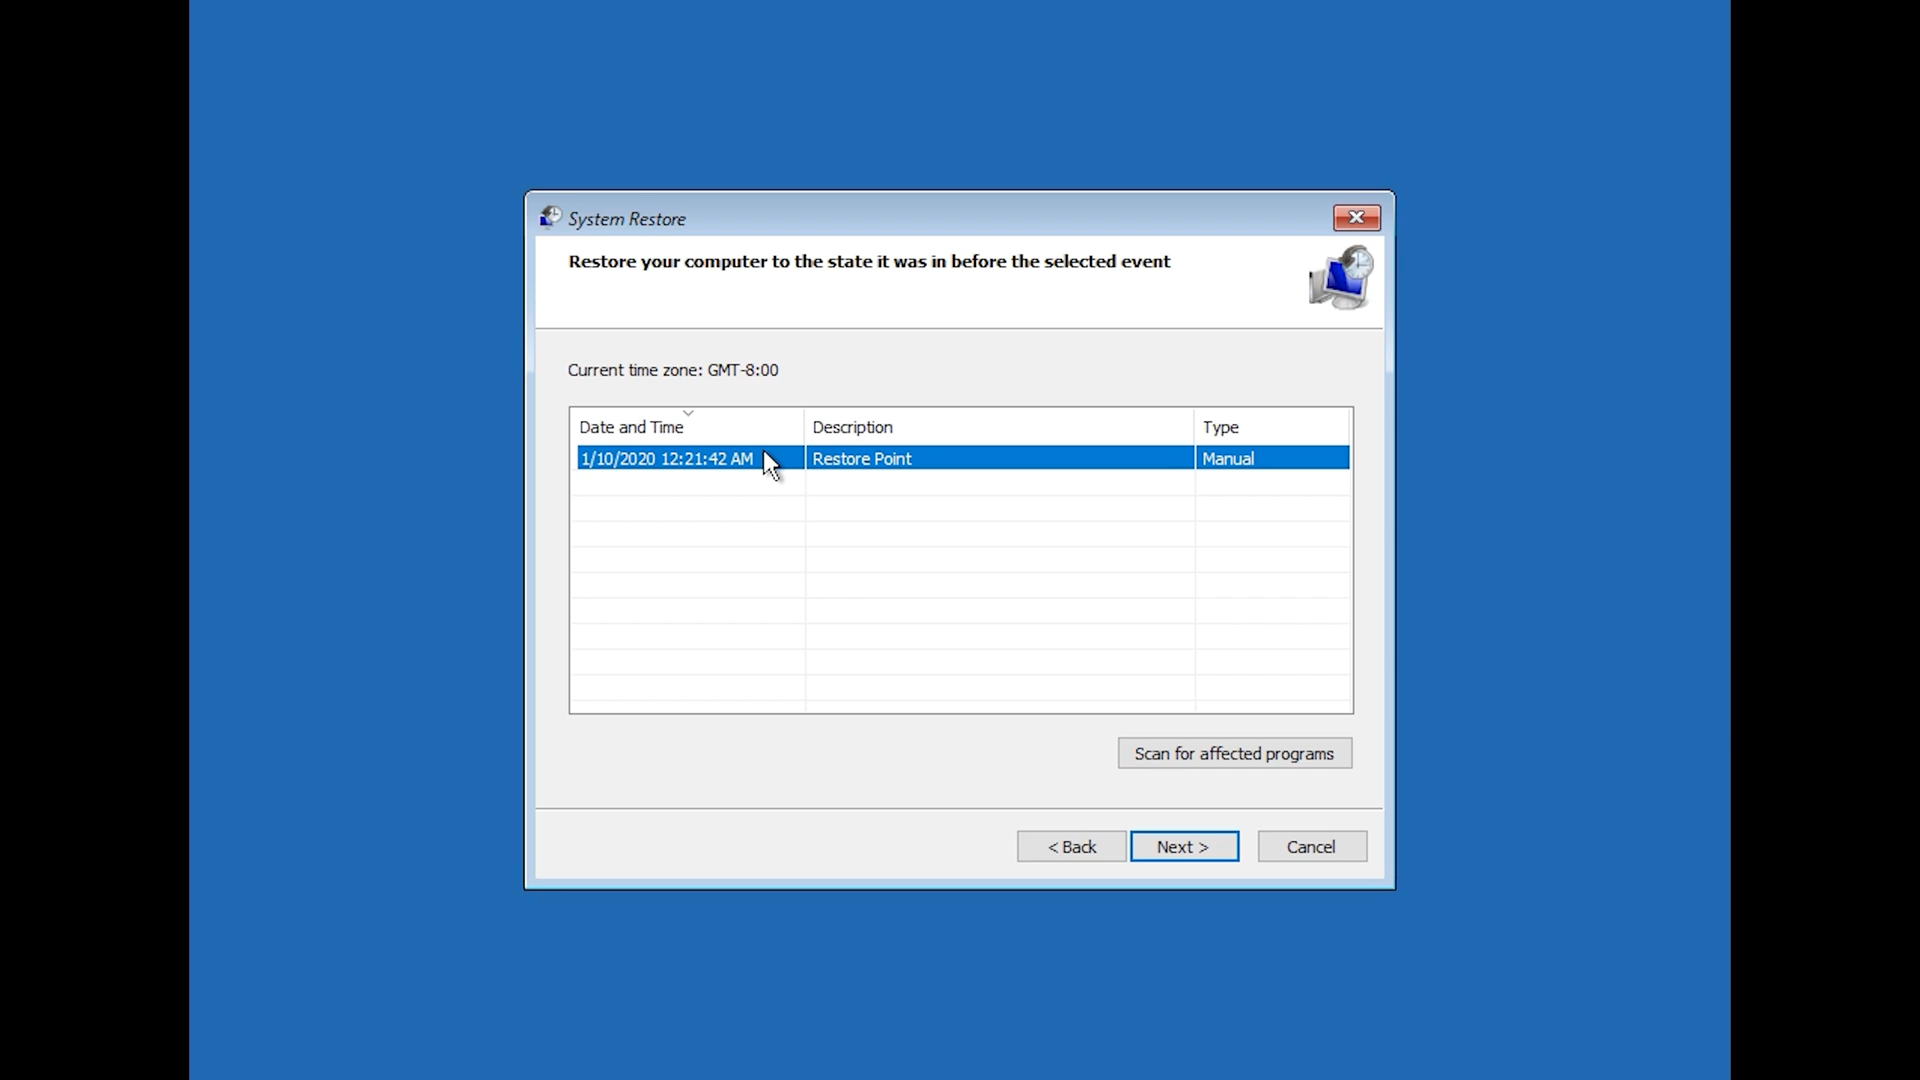 System Restore
Restore your computer to the state it was in before the selected event
Current time zone: GMT-8:00
Date and Time Description Type
1/10/2020 12:21:42 AM Restore Point Manual
Scan for affected programs
< Back Next > Cancel